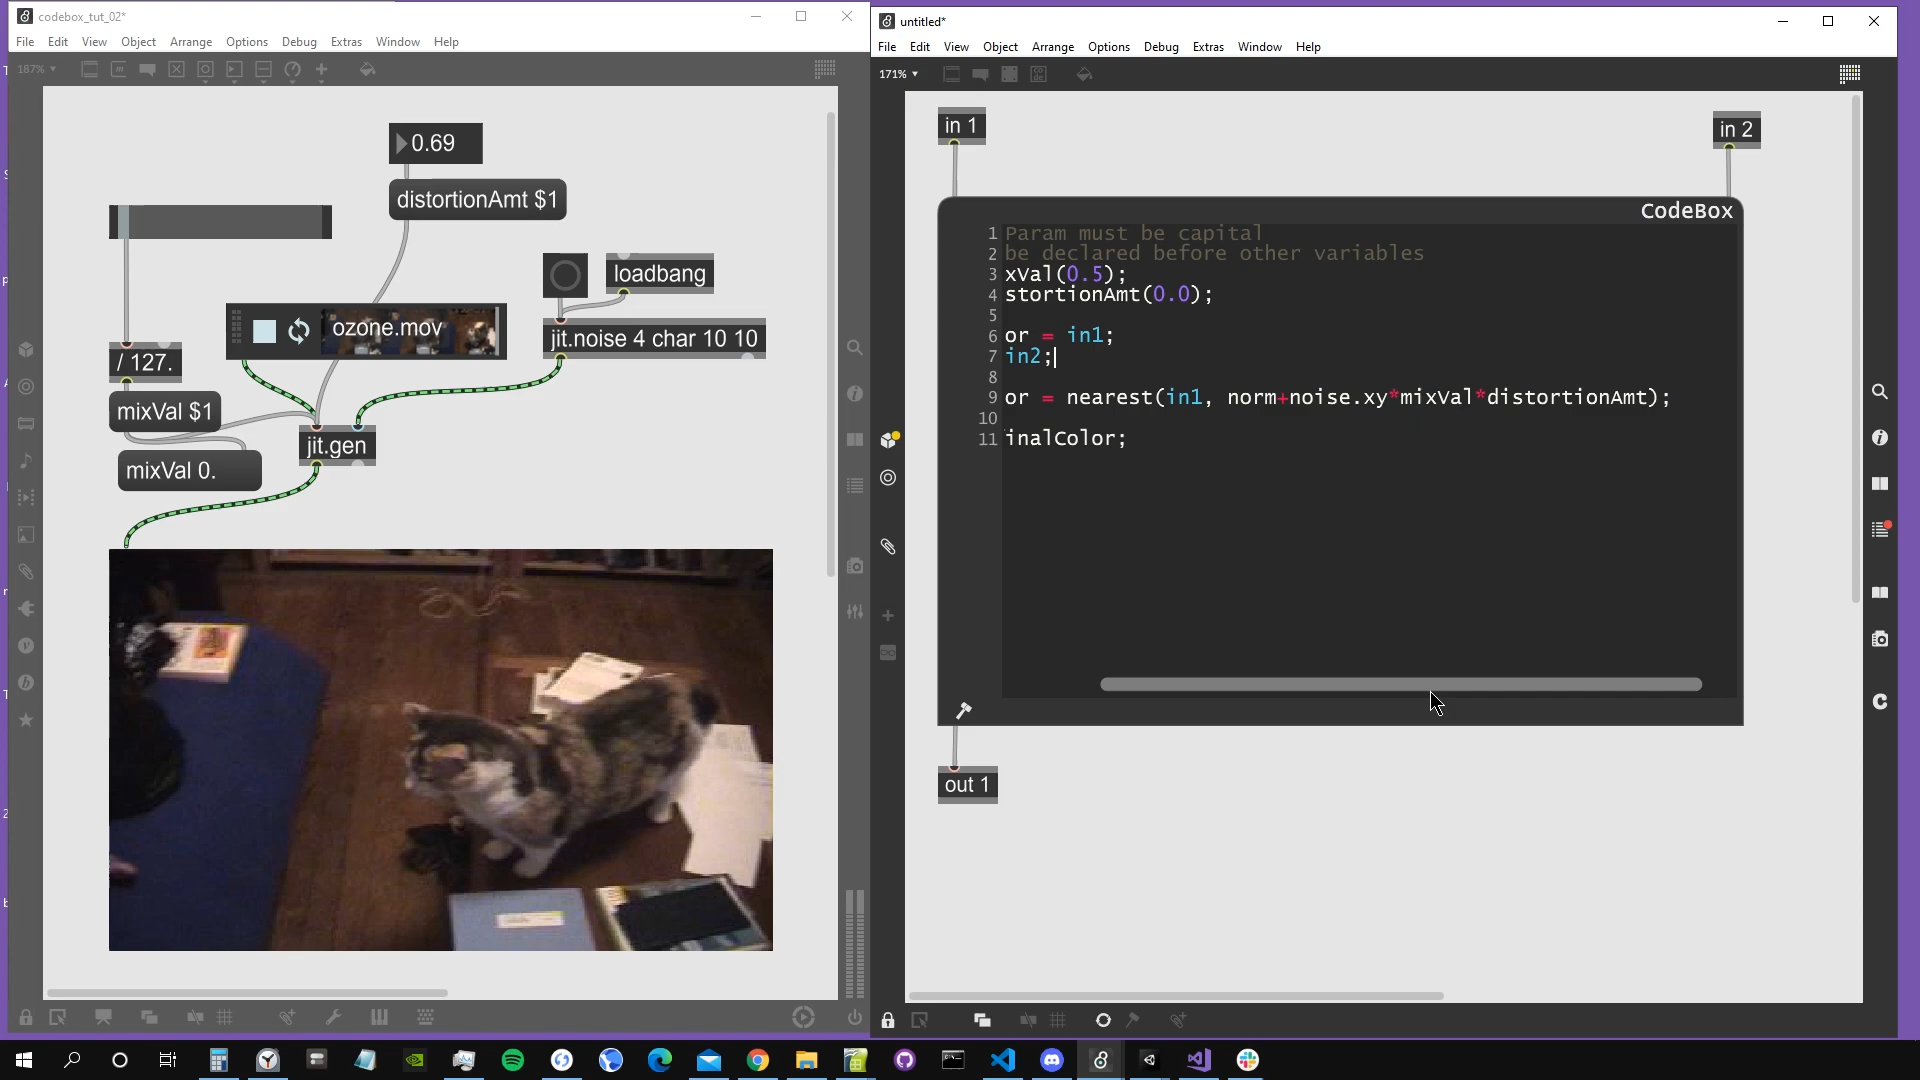 codebox_tut_02*
File Edit View Object Arrange Options Debug Extras Window Help
187%
0.69
distortionAmt $1
loadbang
ozone.mov
jit.noise 4 char 10 10
/ 127.
mixVal $1
jit.gen
mixVal 0.
untitled*
File Edit View Object Arrange Options Debug Extras Window Help
171%
in 1
in 2
CodeBox
1 Param must be capital
2 be declared before other variables
3 xVal(0.5);
4 stortionAmt(0.0);
5
6 or = in1;
7 in2;
8
9 or = nearest(in1, norm+noise.xy*mixVal*distortionAmt);
10
11 inalColor;
out 1